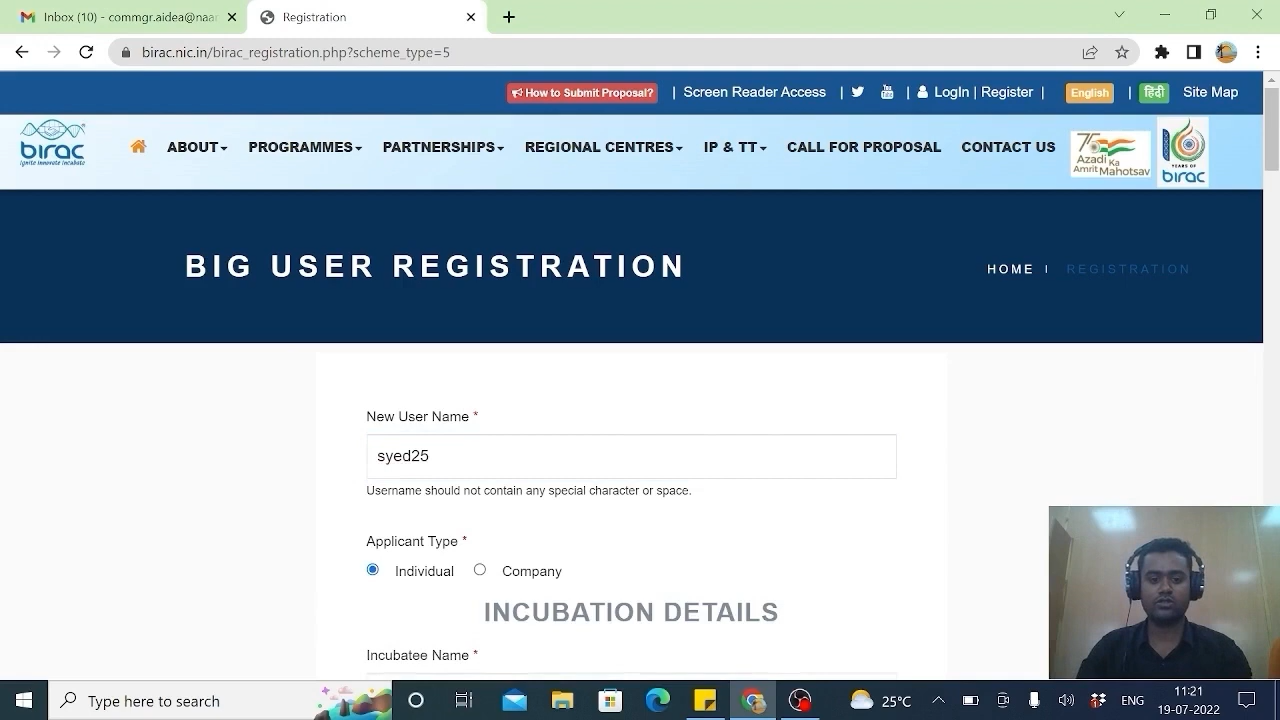 Inbox (10) - commgr.aidea@naar
Registration
birac.nic.in/birac_registration.php?scheme_type=5
How to Submit Proposal? | Screen Reader Access | | LogIn | Register | English | हिंदी Site Map
birac
ignite innovate incubate
ABOUT PROGRAMMES PARTNERSHIPS REGIONAL CENTRES IP & TT CALL FOR PROPOSAL CONTACT US
75 Azadi Ka Amrit Mahotsav
YEARS OF
birac
BIG USER REGISTRATION
HOME I REGISTRATION
New User Name *
syed25
Username should not contain any special character or space.
Applicant Type *
Individual Company
INCUBATION DETAILS
Incubatee Name *
Type here to search
25°C
ENG
11:21
19-07-2022